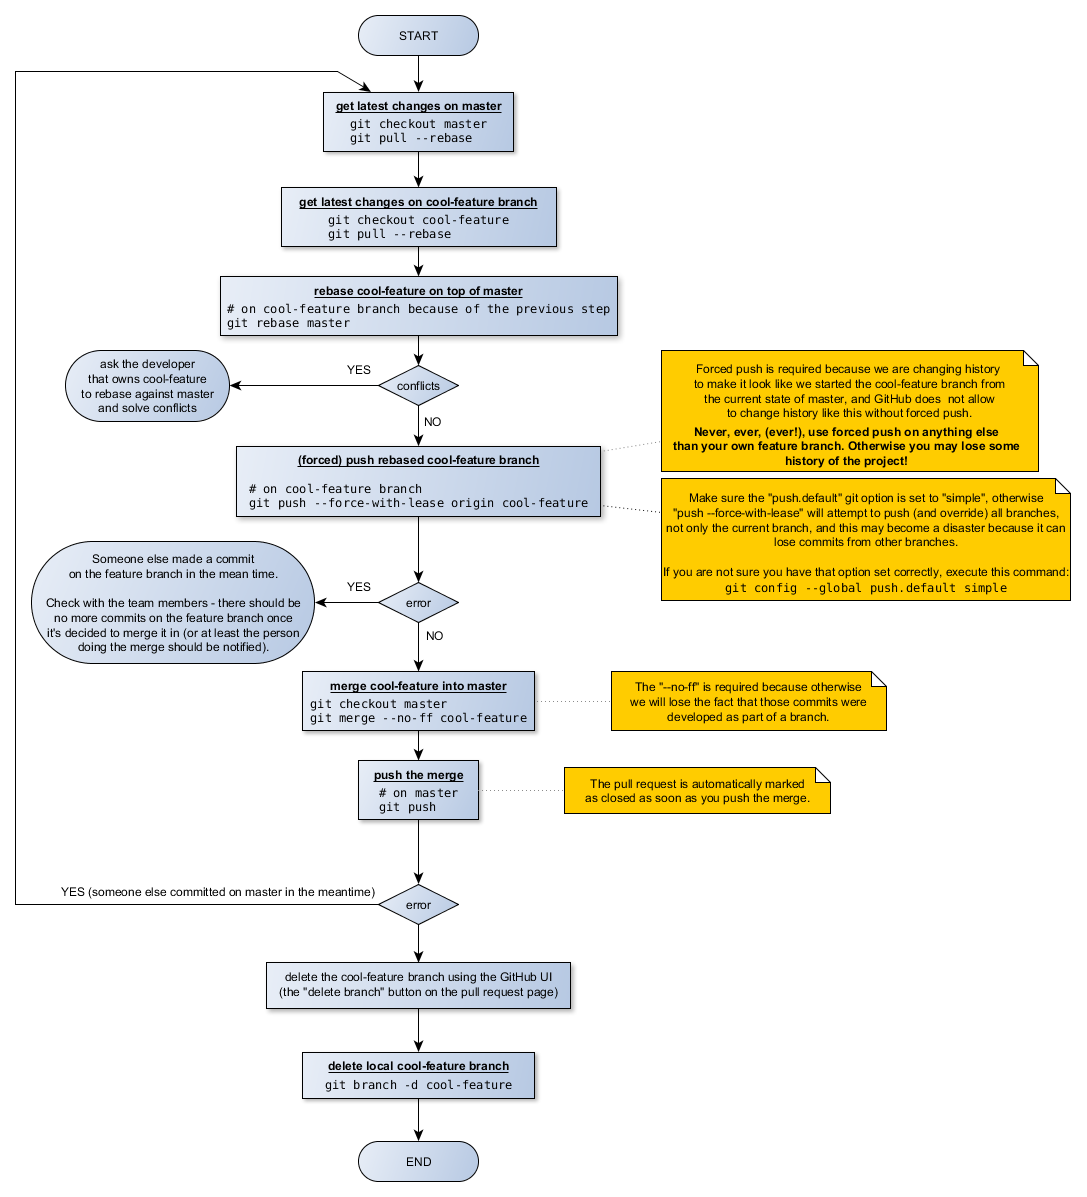 START
get latest changes on master
git checkout master
git pull --rebase
get latest changes on cool-feature branch
git checkout cool-feature
git pull --rebase
rebase cool-feature on top of master
# on cool-feature branch because of the previous step
git rebase master
conflicts
YES
ask the developer
that owns cool-feature
to rebase against master
and solve conflicts
NO
(forced) push rebased cool-feature branch
# on cool-feature branch
git push --force-with-lease origin cool-feature
Forced push is required because we are changing history
to make it look like we started the cool-feature branch from
the current state of master, and GitHub does  not allow
to change history like this without forced push.
Never, ever, (ever!), use forced push on anything else
than your own feature branch. Otherwise you may lose some
history of the project!
Make sure the "push.default" git option is set to "simple", otherwise
"push --force-with-lease" will attempt to push (and override) all branches,
not only the current branch, and this may become a disaster because it can
lose commits from other branches.
If you are not sure you have that option set correctly, execute this command:
git config --global push.default simple
error
YES
Someone else made a commit
on the feature branch in the mean time.
Check with the team members - there should be
no more commits on the feature branch once
it's decided to merge it in (or at least the person
doing the merge should be notified).
NO
merge cool-feature into master
git checkout master
git merge --no-ff cool-feature
The "--no-ff" is required because otherwise
we will lose the fact that those commits were
developed as part of a branch.
push the merge
# on master
git push
The pull request is automatically marked
as closed as soon as you push the merge.
YES (someone else committed on master in the meantime)
error
delete the cool-feature branch using the GitHub UI
(the "delete branch" button on the pull request page)
delete local cool-feature branch
git branch -d cool-feature
END